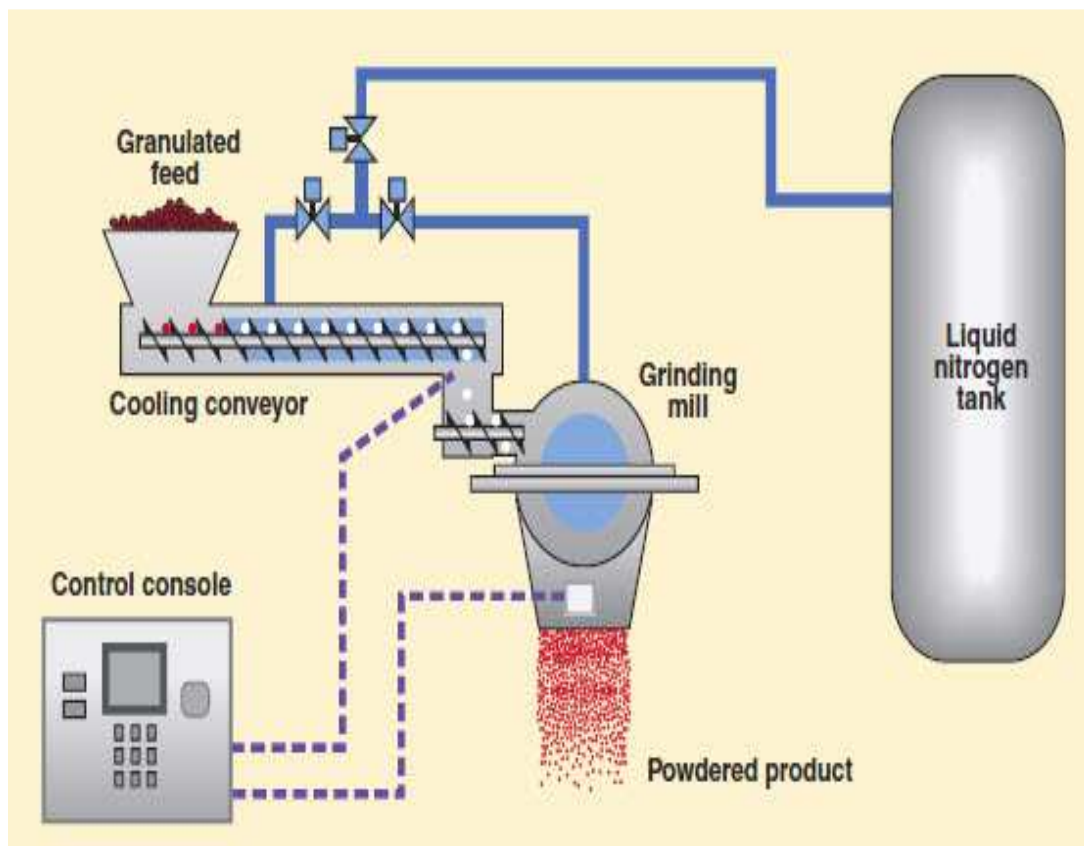 Granulated
feed
Cooling conveyor
Grinding
mill
Liquid
nitrogen
tank
Control console
Powdered product